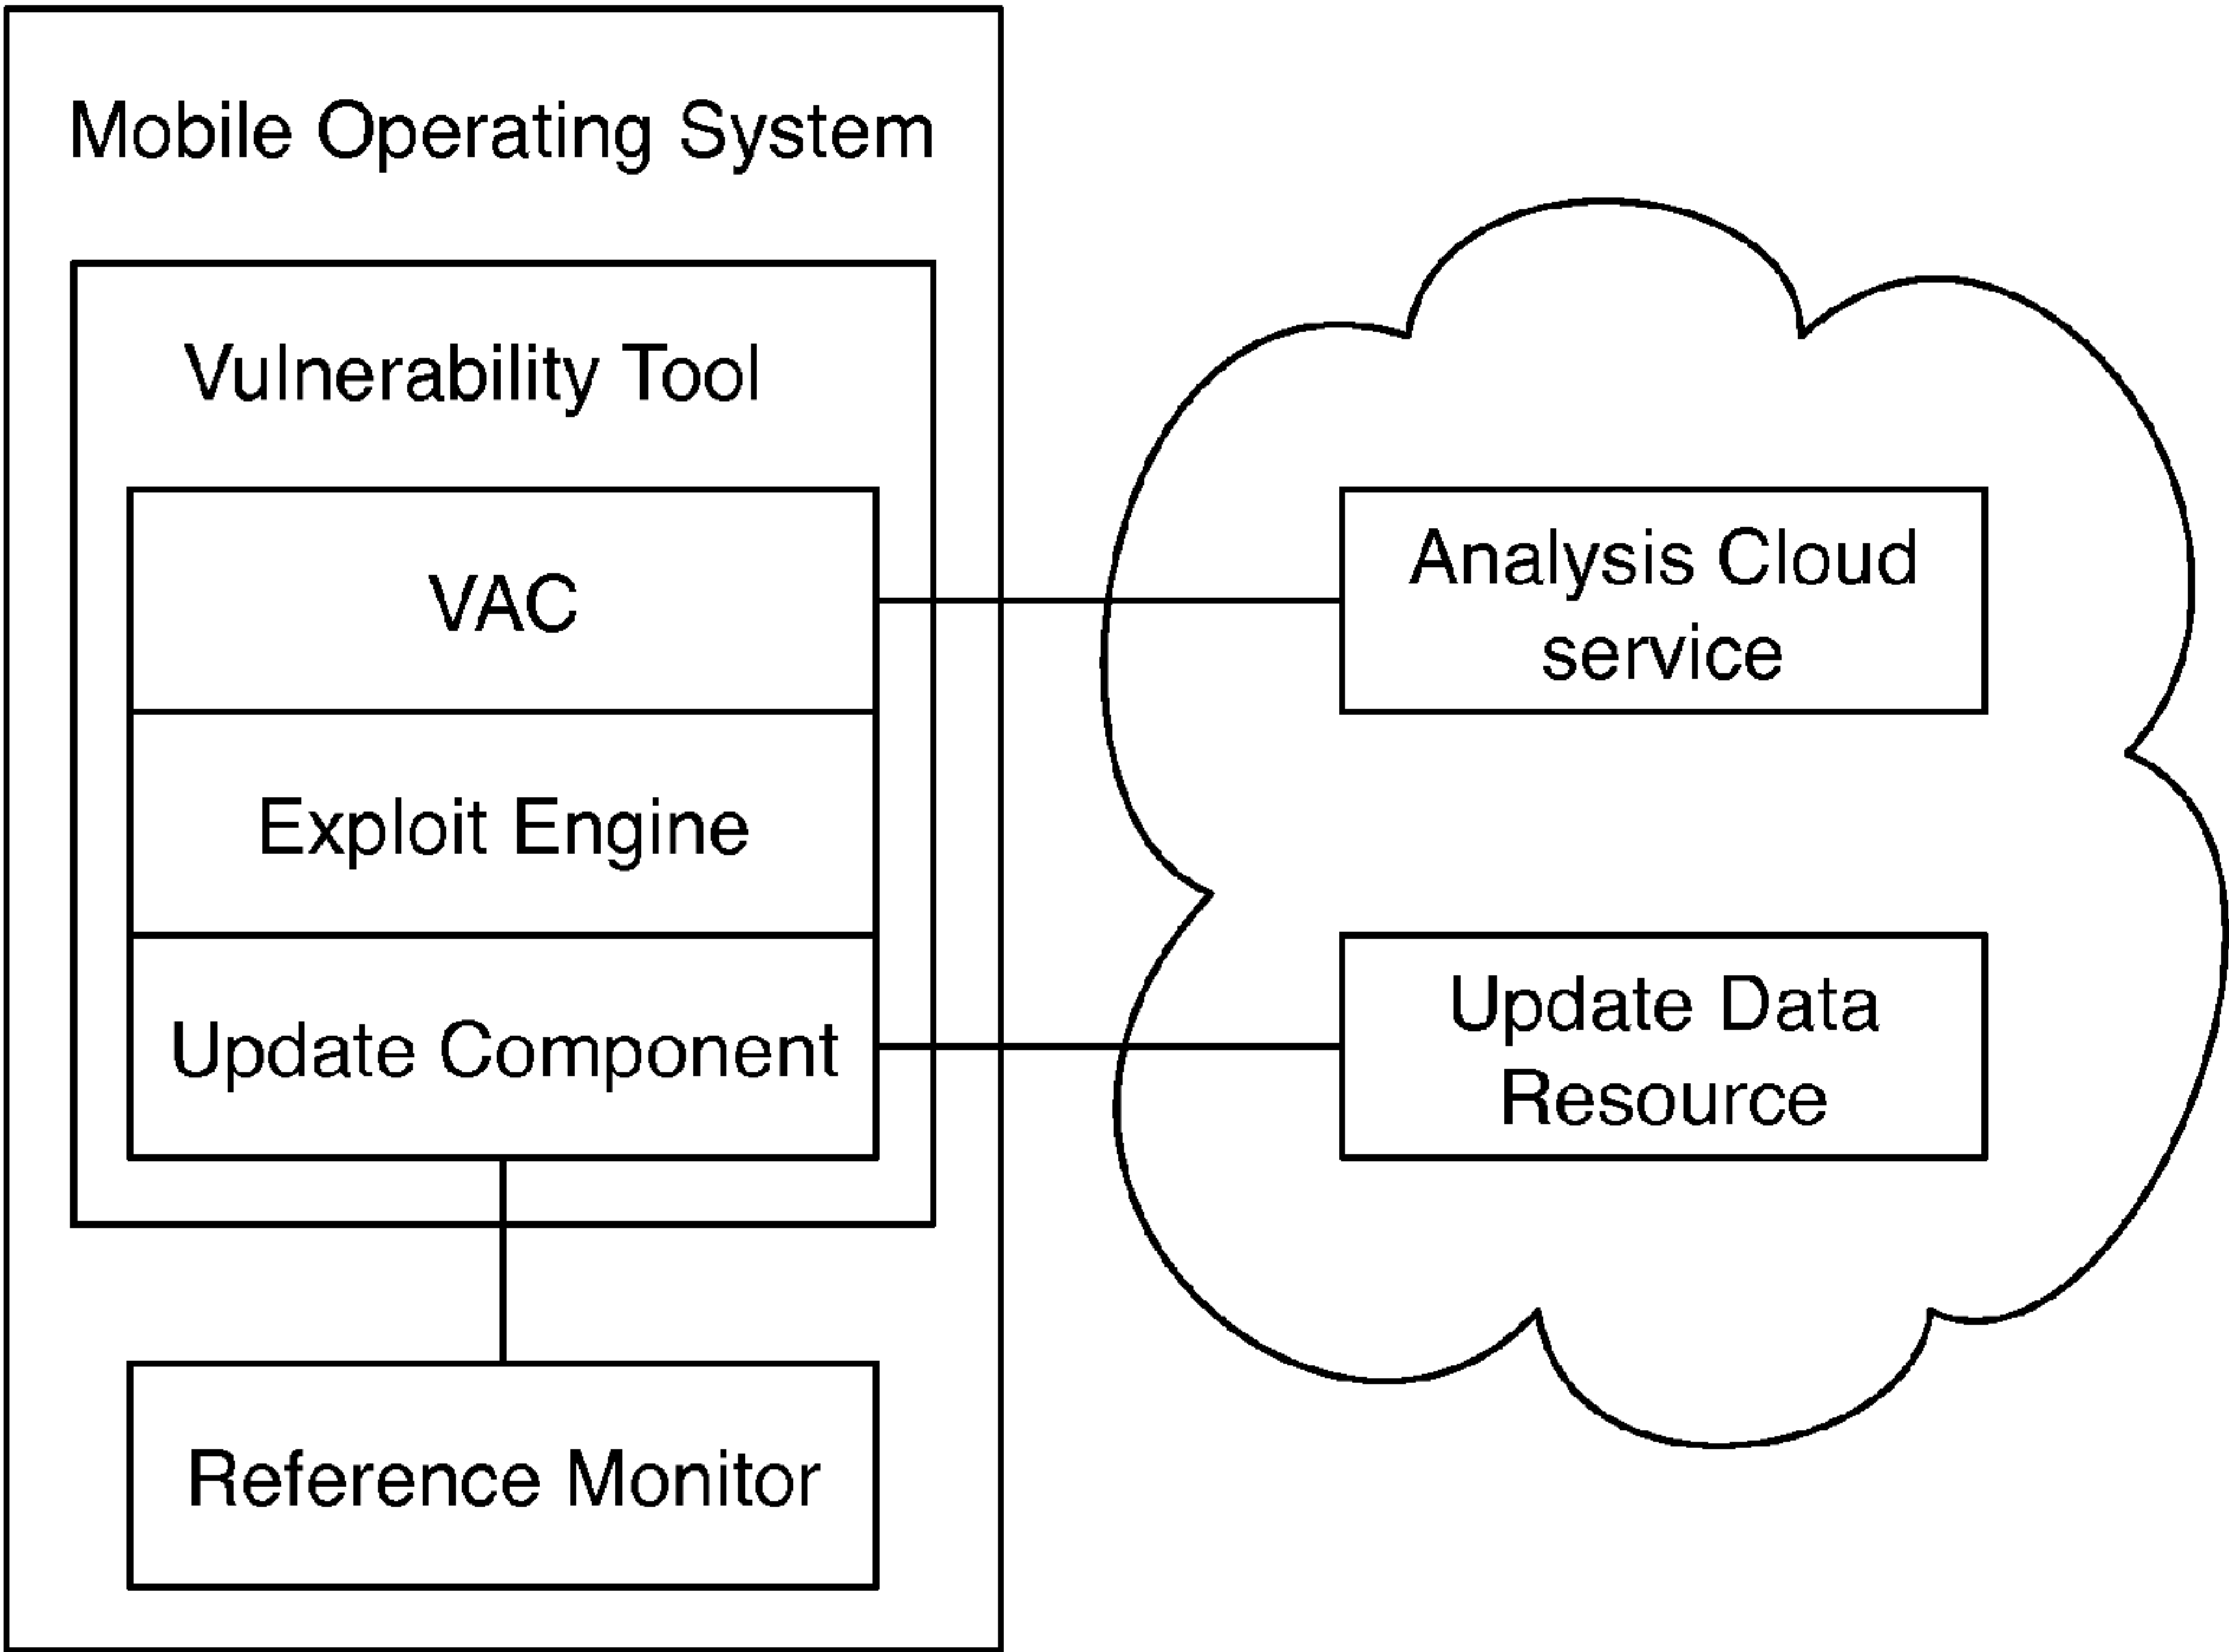 Mobile Operating System
Vulnerability Tool
VAC
Exploit Engine
Update Component
Reference Monitor
Analysis Cloud
service
Update Data
Resource